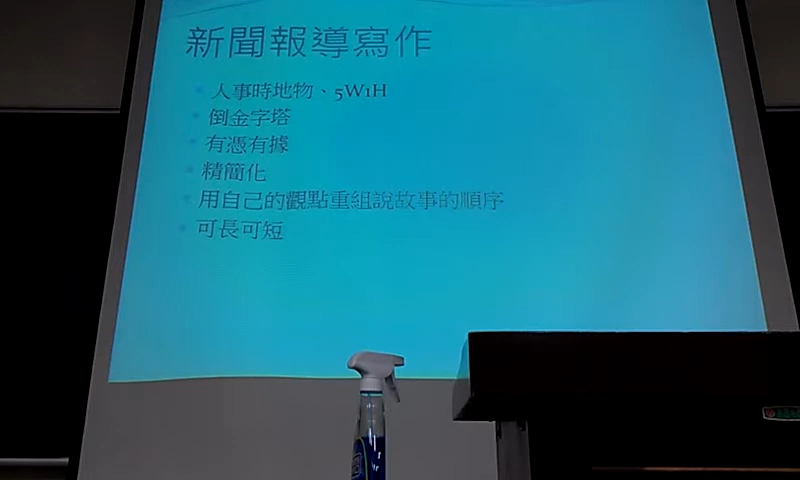 新聞報導寫作
人事時地物、5W1H
倒金字塔
有憑有據
精簡化
用自己的觀點重組說故事的順序
可長可短